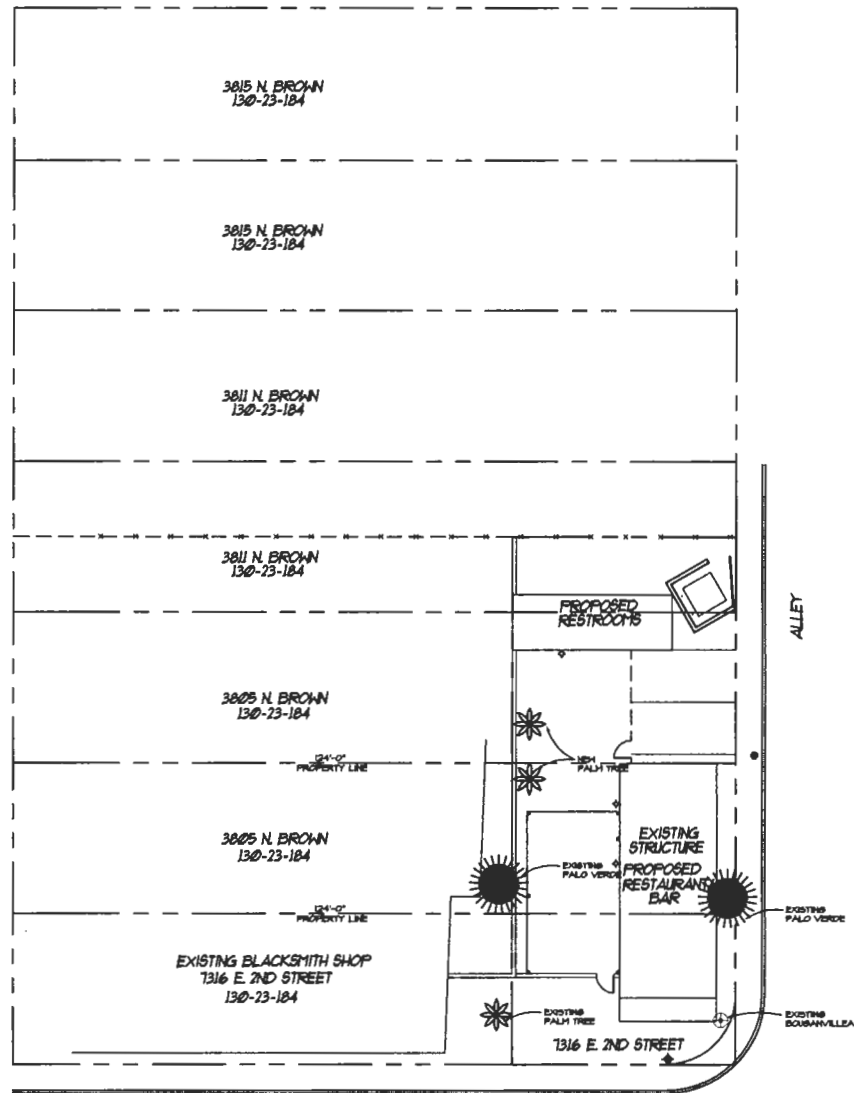 3815 N. BROWN
130-23-184
3815 N. BROWN
130-23-184
3811 N. BROWN
130-23-184
3811 N. BROWN
130-23-184
PROPOSED
RESTROOMS
ALLEY
3805 N. BROWN
130-23-184
NEW
PALM TREE
124'-0"
PROPERTY LINE
3805 N. BROWN
130-23-184
EXISTING
STRUCTURE
PROPOSED
RESTAURANT
BAR
EXISTING
PALO VERDE
124'-0"
PROPERTY LINE
EXISTING
PALO VERDE
EXISTING BLACKSMITH SHOP
7316 E. 2ND STREET
130-23-184
EXISTING
PALM TREE
EXISTING
BOUGANVILLEA
7316 E. 2ND STREET